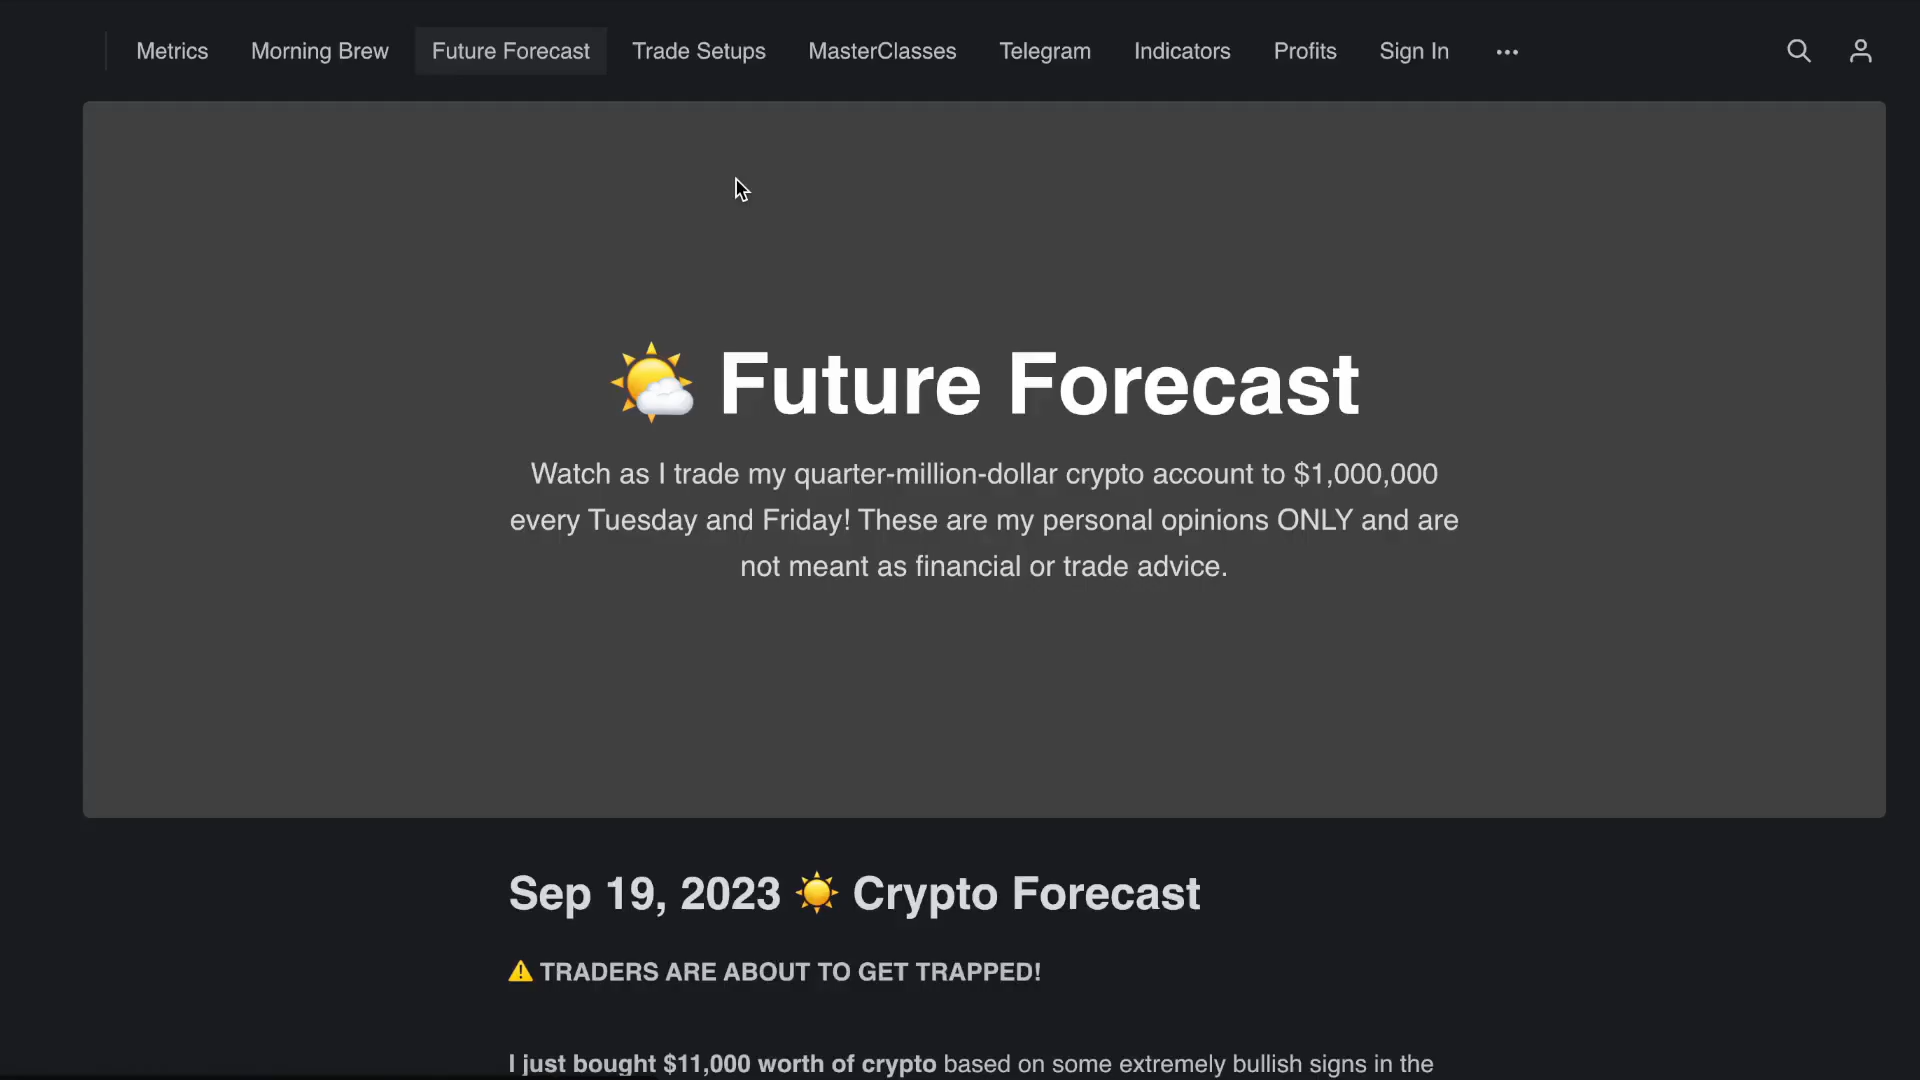 Metrics Morning Brew Future Forecast Trade Setups MasterClasses Telegram Indicators Profits Sign In
Future Forecast
Watch as I trade my quarter-million-dollar crypto account to $1,000,000
every Tuesday and Friday! These are my personal opinions ONLY and are
not meant as financial or trade advice.
Sep 19, 2023 ☀️ Crypto Forecast
⚠️ TRADERS ARE ABOUT TO GET TRAPPED!
I just bought $11,000 worth of crypto based on some extremely bullish signs in the